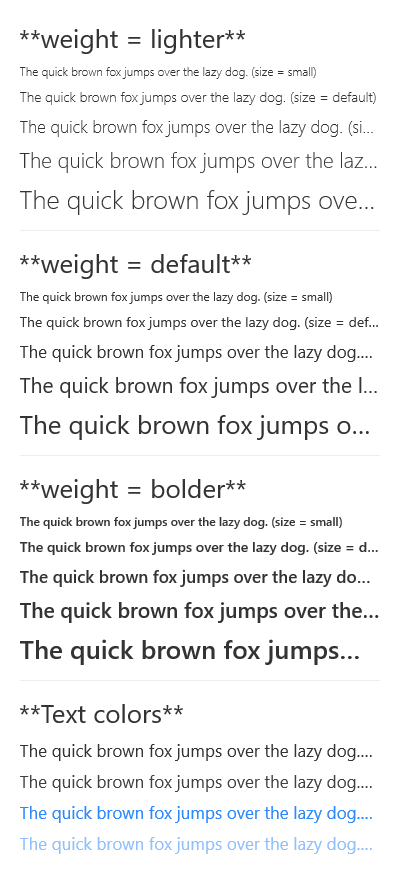 **weight = lighter**
The quick brown fox jumps over the lazy dog. (size = small)
The quick brown fox jumps over the lazy dog. (size = default)
The quick brown fox jumps over the lazy dog. (si...
The quick brown fox jumps over the laz...
The quick brown fox jumps ove...
**weight = default**
The quick brown fox jumps over the lazy dog. (size = small)
The quick brown fox jumps over the lazy dog. (size = def...
The quick brown fox jumps over the lazy dog....
The quick brown fox jumps over the l...
The quick brown fox jumps o...
**weight = bolder**
The quick brown fox jumps over the lazy dog. (size = small)
The quick brown fox jumps over the lazy dog. (size = d...
The quick brown fox jumps over the lazy do...
The quick brown fox jumps over the...
The quick brown fox jumps...
**Text colors**
The quick brown fox jumps over the lazy dog....
The quick brown fox jumps over the lazy dog....
The quick brown fox jumps over the lazy dog....
The quick brown fox jumps over the lazy dog....